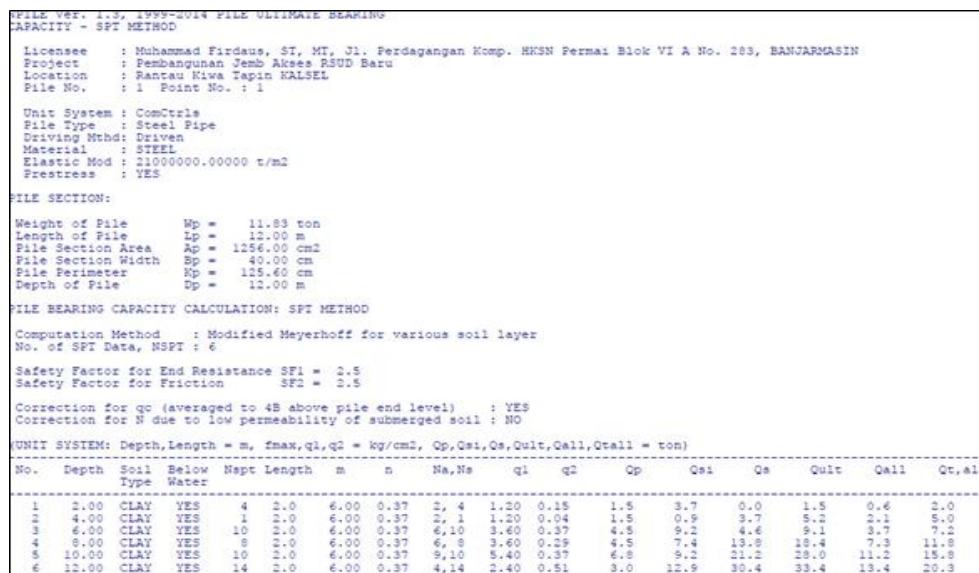 NPILE Ver. 1.3, 1999-2014 PILE ULTIMATE BEARING
CAPACITY - SPT METHOD
Licensee : Muhammad Firdaus, ST, MT, Jl. Perdagangan Komp. HKSN Permai Blok VI A No. 283, BANJARMASIN
Project : Pembangunan Jemb Akses RSUD Baru
Location : Rantau Kiwa Tapin KALSEL
Pile No. : 1 Point No. : 1
Unit System : ComCtrls
Pile Type : Steel Pipe
Driving Mthd: Driven
Material : STEEL
Elastic Mod : 21000000.00000 t/m2
Prestress : YES
PILE SECTION:
Weight of Pile Wp = 11.83 ton
Length of Pile Lp = 12.00 m
Pile Section Area Ap = 1256.00 cm2
Pile Section Width Bp = 40.00 cm
Pile Perimeter Kp = 125.60 cm
Depth of Pile Dp = 12.00 m
PILE BEARING CAPACITY CALCULATION: SPT METHOD
Computation Method : Modified Meyerhoff for various soil layer
No. of SPT Data, NSPT : 6
Safety Factor for End Resistance SF1 = 2.5
Safety Factor for Friction SF2 = 2.5
Correction for qc (averaged to 4B above pile end level) : YES
Correction for N due to low permeability of submerged soil : NO
(UNIT SYSTEM: Depth,Length = m, fmax,q1,q2 = kg/cm2, Qp,Qsi,Qs,Qult,Qall,Qtall = ton)
No. Depth Soil Below Nspt Length m n Na,Ns q1 q2 Qp Qsi Qs Qult Qall Qt,al
Type Water
1 2.00 CLAY YES 4 2.0 6.00 0.37 2, 4 1.20 0.15 1.5 3.7 0.0 1.5 0.6 2.0
2 4.00 CLAY YES 1 2.0 6.00 0.37 2, 1 1.20 0.04 1.5 0.9 3.7 5.2 2.1 5.0
3 6.00 CLAY YES 10 2.0 6.00 0.37 6,10 3.60 0.37 4.5 9.2 4.6 9.1 3.7 7.2
4 8.00 CLAY YES 8 2.0 6.00 0.37 6, 8 3.60 0.29 4.5 7.4 13.8 18.4 7.3 11.8
5 10.00 CLAY YES 10 2.0 6.00 0.37 9,10 5.40 0.37 6.8 9.2 21.2 28.0 11.2 15.8
6 12.00 CLAY YES 14 2.0 6.00 0.37 4,14 2.40 0.51 3.0 12.9 30.4 33.4 13.4 20.3